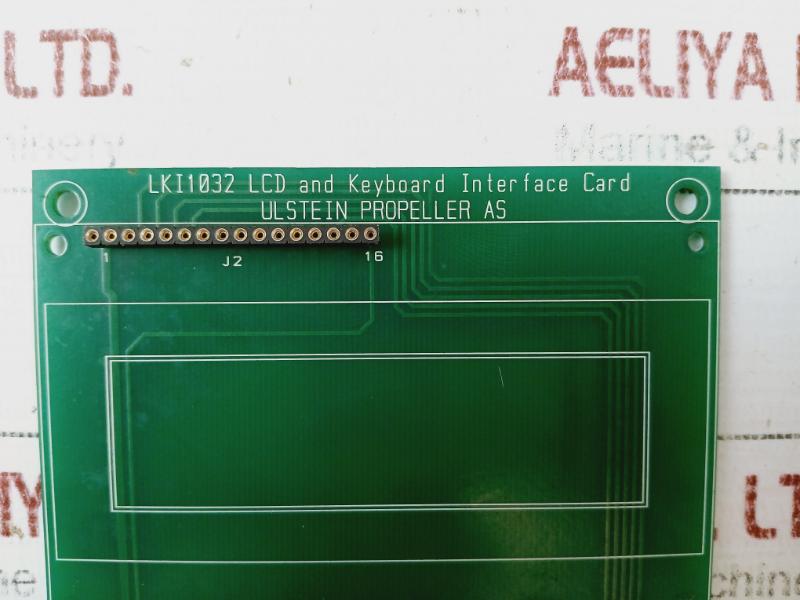 LTD.
AELIYA
Marine &
LKI1032 LCD and Keyboard Interface Card
ULSTEIN PROPELLER AS
1
J2
16